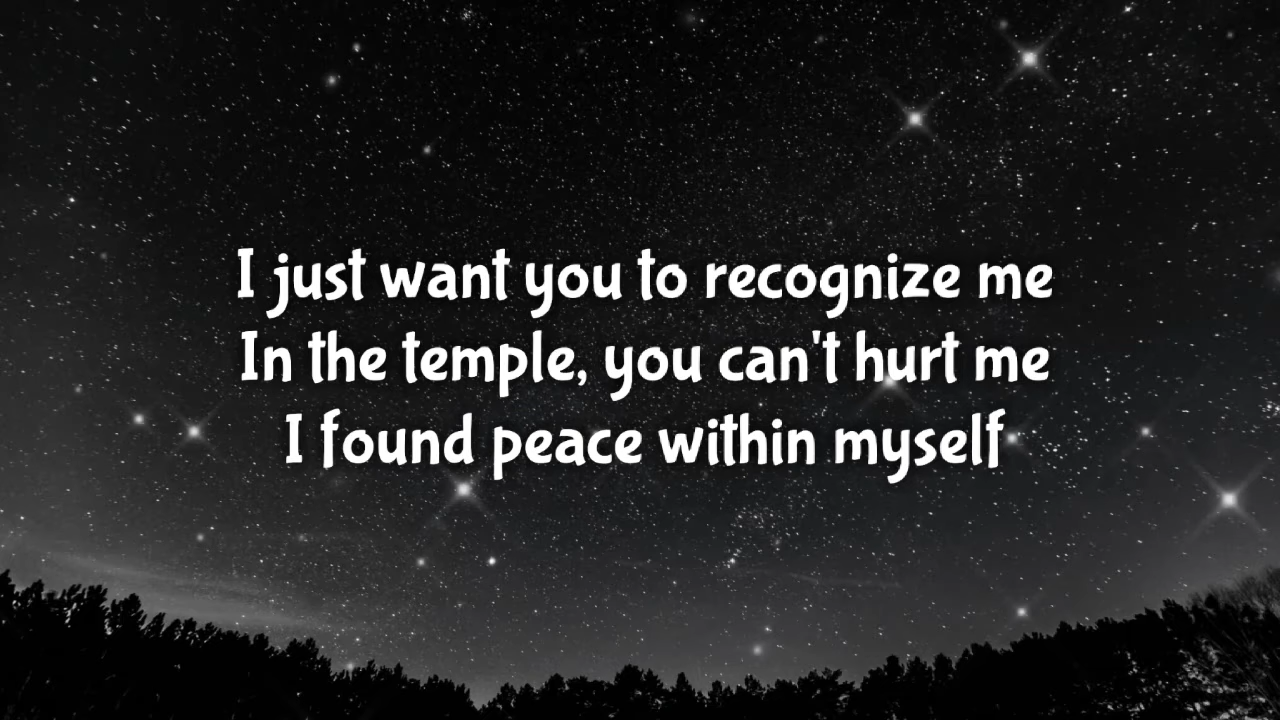 I just want you to recognize me
In the temple, you can't hurt me
I found peace within myself